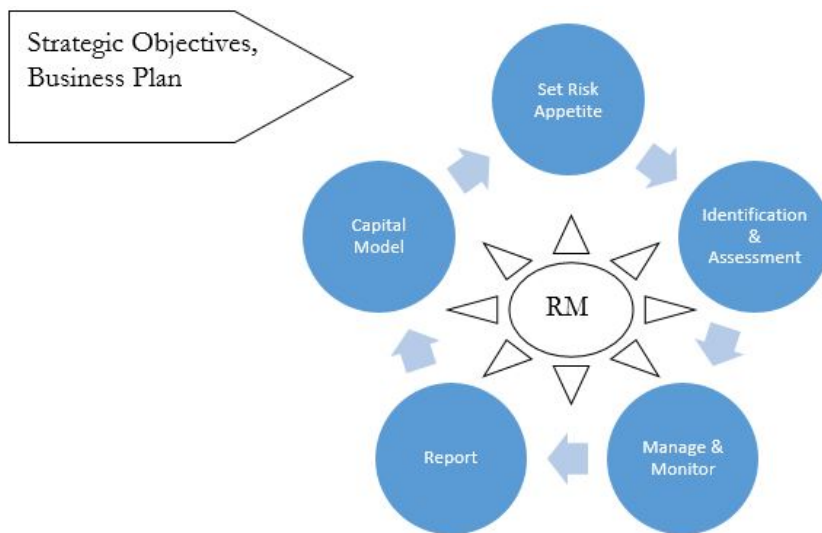 Strategic Objectives,
Business Plan
Set Risk
Appetite
Identification
&
Assessment
Capital
Model
RM
Manage &
Monitor
Report